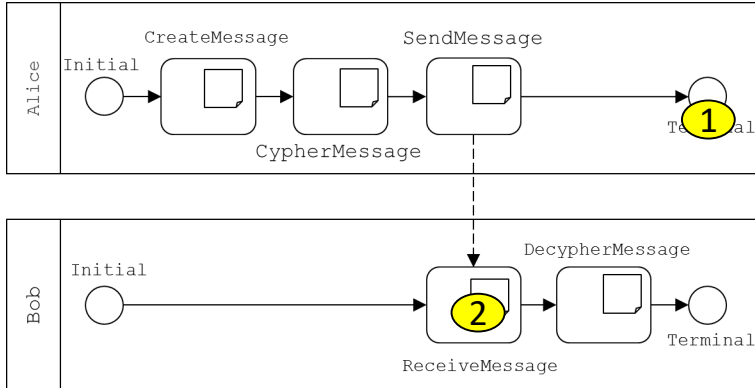 Alice
Initial
CreateMessage
CypherMessage
SendMessage
1
Bob
Initial
2
ReceiveMessage
DecypherMessage
Terminal